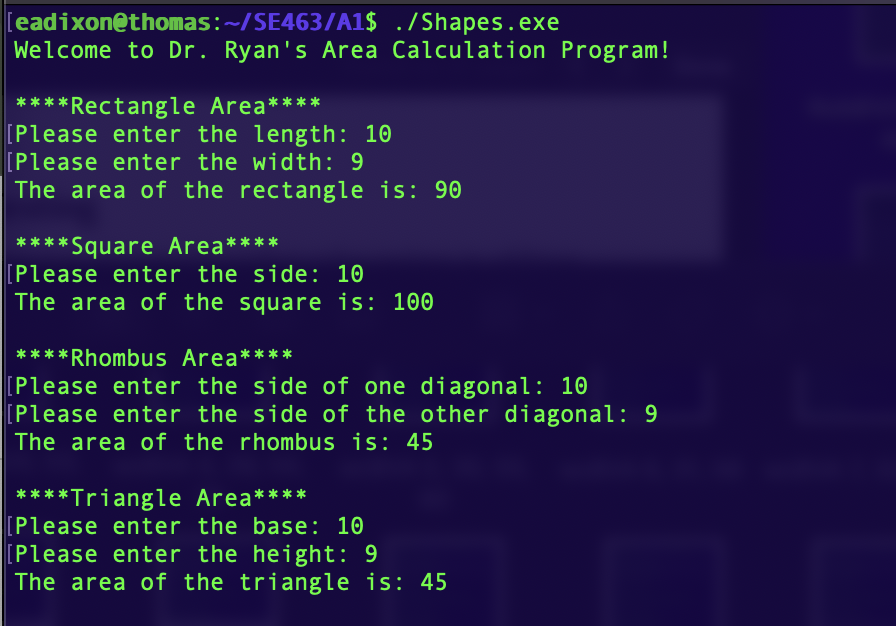 [eadixon@thomas:~/SE463/A1$ ./Shapes.exe
Welcome to Dr. Ryan's Area Calculation Program!
****Rectangle Area****
[Please enter the length: 10
[Please enter the width: 9
The area of the rectangle is: 90
****Square Area****
[Please enter the side: 10
The area of the square is: 100
****Rhombus Area****
[Please enter the side of one diagonal: 10
[Please enter the side of the other diagonal: 9
The area of the rhombus is: 45
****Triangle Area****
[Please enter the base: 10
[Please enter the height: 9
The area of the triangle is: 45